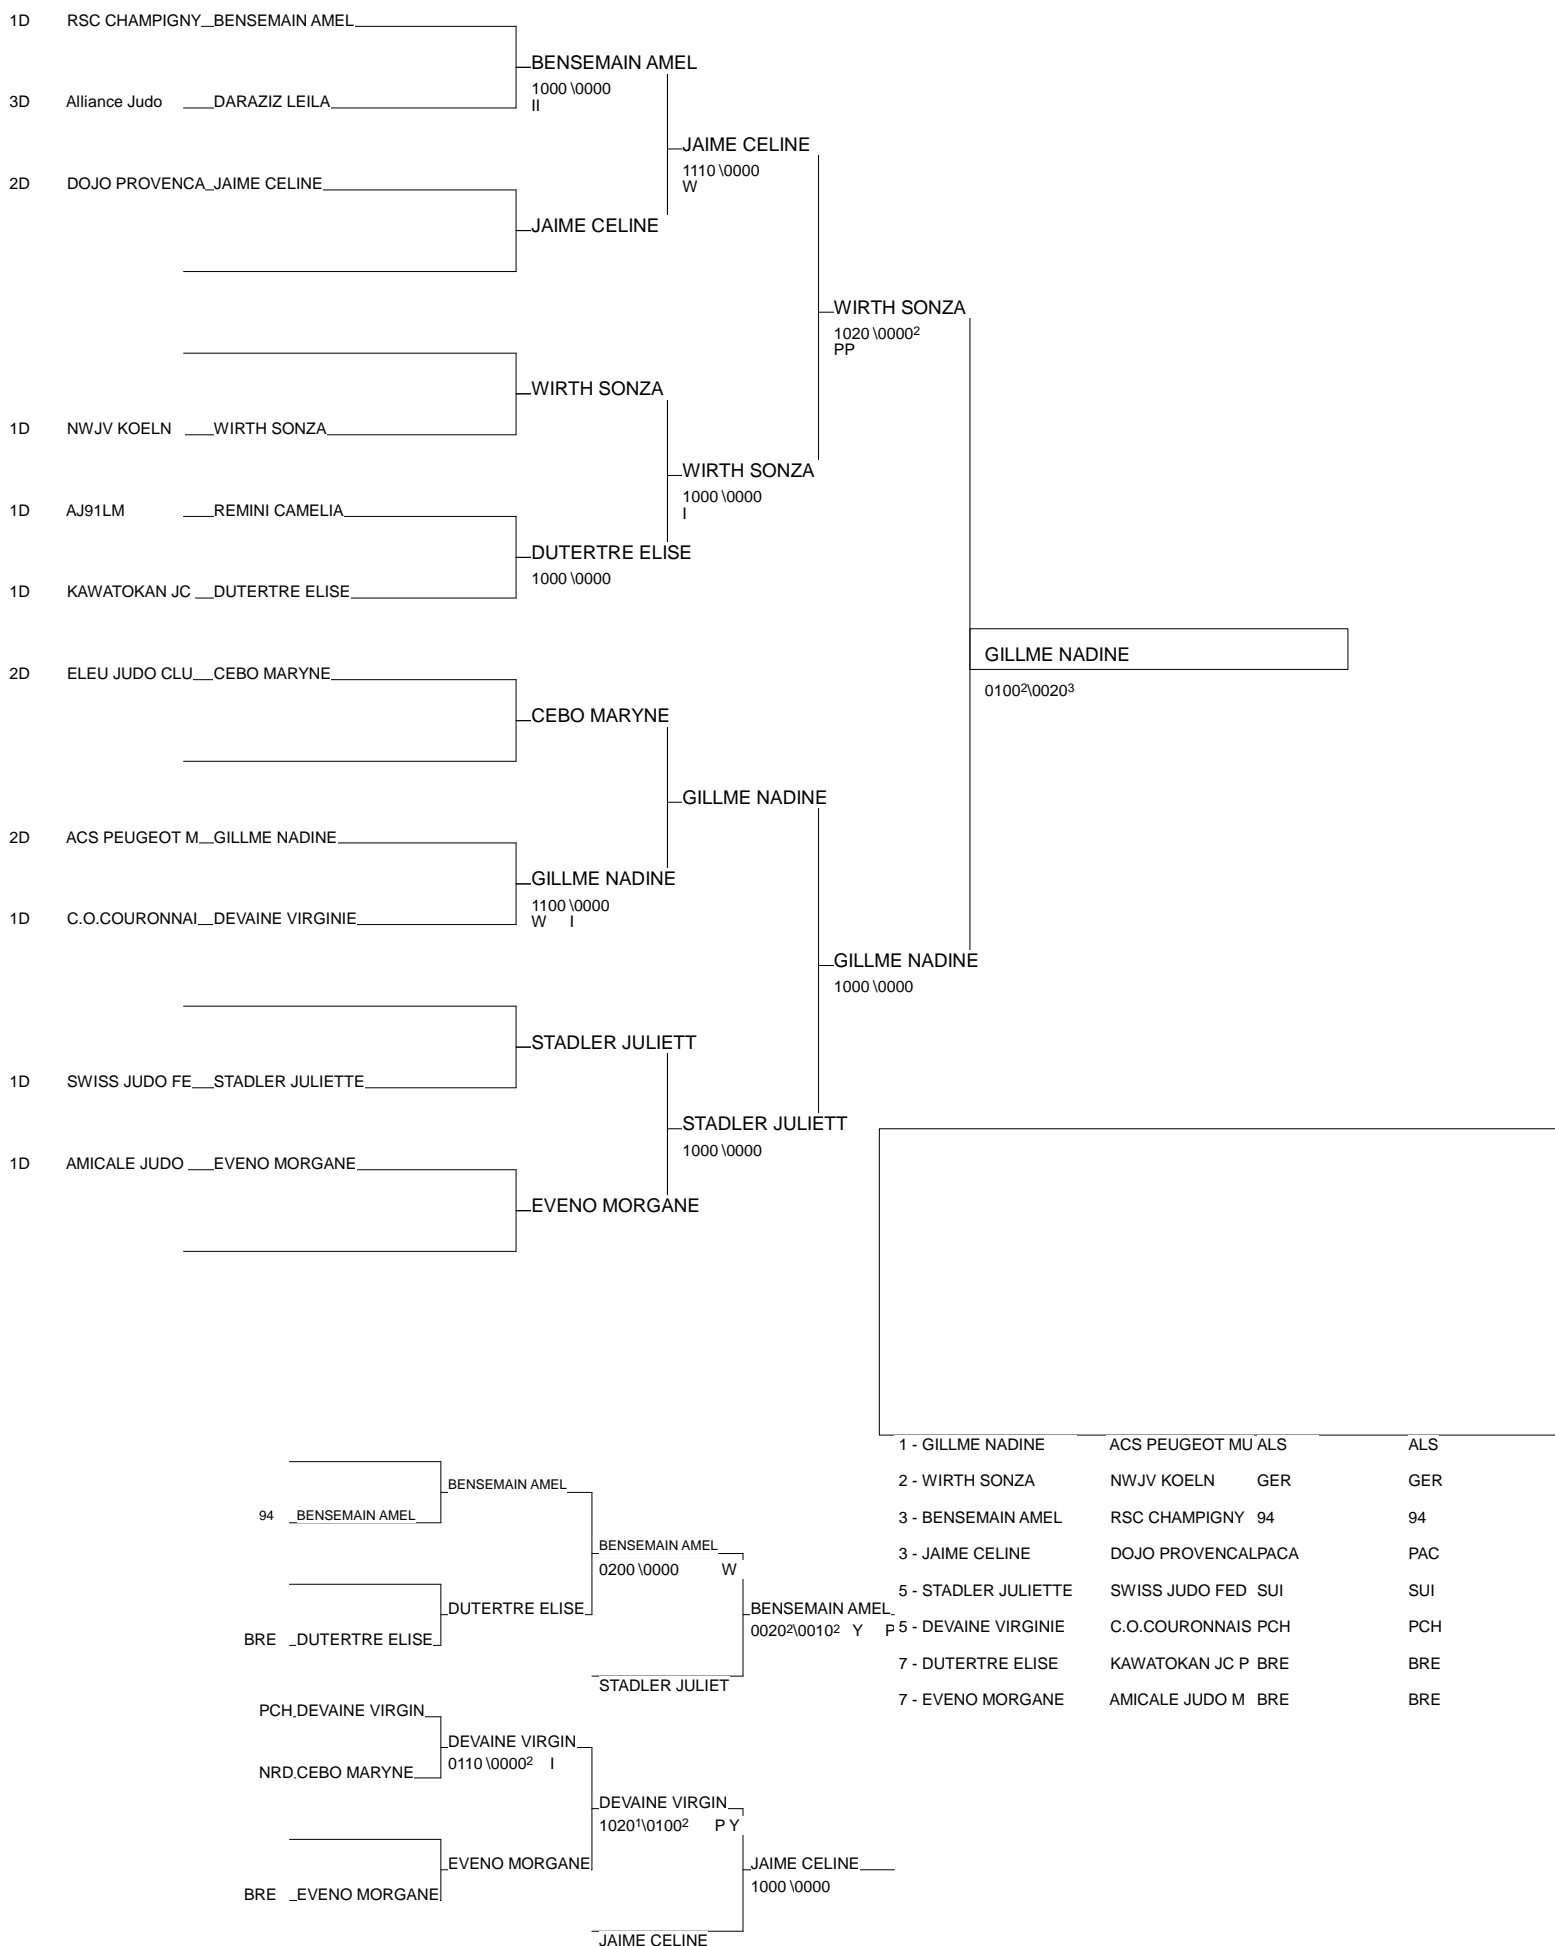 1D RSC CHAMPIGNY BENSEMAIN AMEL
BENSEMAIN AMEL
1000 \0000
II
3D Alliance Judo DARAZIZ LEILA
JAIME CELINE
1110 \0000
W
2D DOJO PROVENCA JAIME CELINE
JAIME CELINE
WIRTH SONZA
1020 \0000²
PP
WIRTH SONZA
1D NWJV KOELN WIRTH SONZA
WIRTH SONZA
1000 \0000
I
1D AJ91LM REMINI CAMELIA
DUTERTRE ELISE
1000 \0000
1D KAWATOKAN JC DUTERTRE ELISE
GILLME NADINE
0100²\0020³
2D ELEU JUDO CLU CEBO MARYNE
CEBO MARYNE
GILLME NADINE
2D ACS PEUGEOT M GILLME NADINE
GILLME NADINE
1100 \0000
W I
1D C.O.COURONNAI DEVAINE VIRGINIE
GILLME NADINE
1000 \0000
STADLER JULIETT
1D SWISS JUDO FE STADLER JULIETTE
STADLER JULIETT
1000 \0000
1D AMICALE JUDO EVENO MORGANE
EVENO MORGANE
1 - GILLME NADINE ACS PEUGEOT MU ALS ALS
2 - WIRTH SONZA NWJV KOELN GER GER
3 - BENSEMAIN AMEL RSC CHAMPIGNY 94 94
3 - JAIME CELINE DOJO PROVENCAL PACA PAC
5 - STADLER JULIETTE SWISS JUDO FED SUI SUI
5 - DEVAINE VIRGINIE C.O.COURONNAIS PCH PCH
7 - DUTERTRE ELISE KAWATOKAN JC P BRE BRE
7 - EVENO MORGANE AMICALE JUDO M BRE BRE
BENSEMAIN AMEL
94 BENSEMAIN AMEL
BENSEMAIN AMEL
0200 \0000 W
DUTERTRE ELISE
BENSEMAIN AMEL
0020²\0010² Y P
BRE DUTERTRE ELISE
STADLER JULIET
PCH DEVAINE VIRGIN
DEVAINE VIRGIN
0110 \0000² I
NRD CEBO MARYNE
DEVAINE VIRGIN
1020¹\0100² P Y
EVENO MORGANE
JAIME CELINE
1000 \0000
BRE EVENO MORGANE
JAIME CELINE